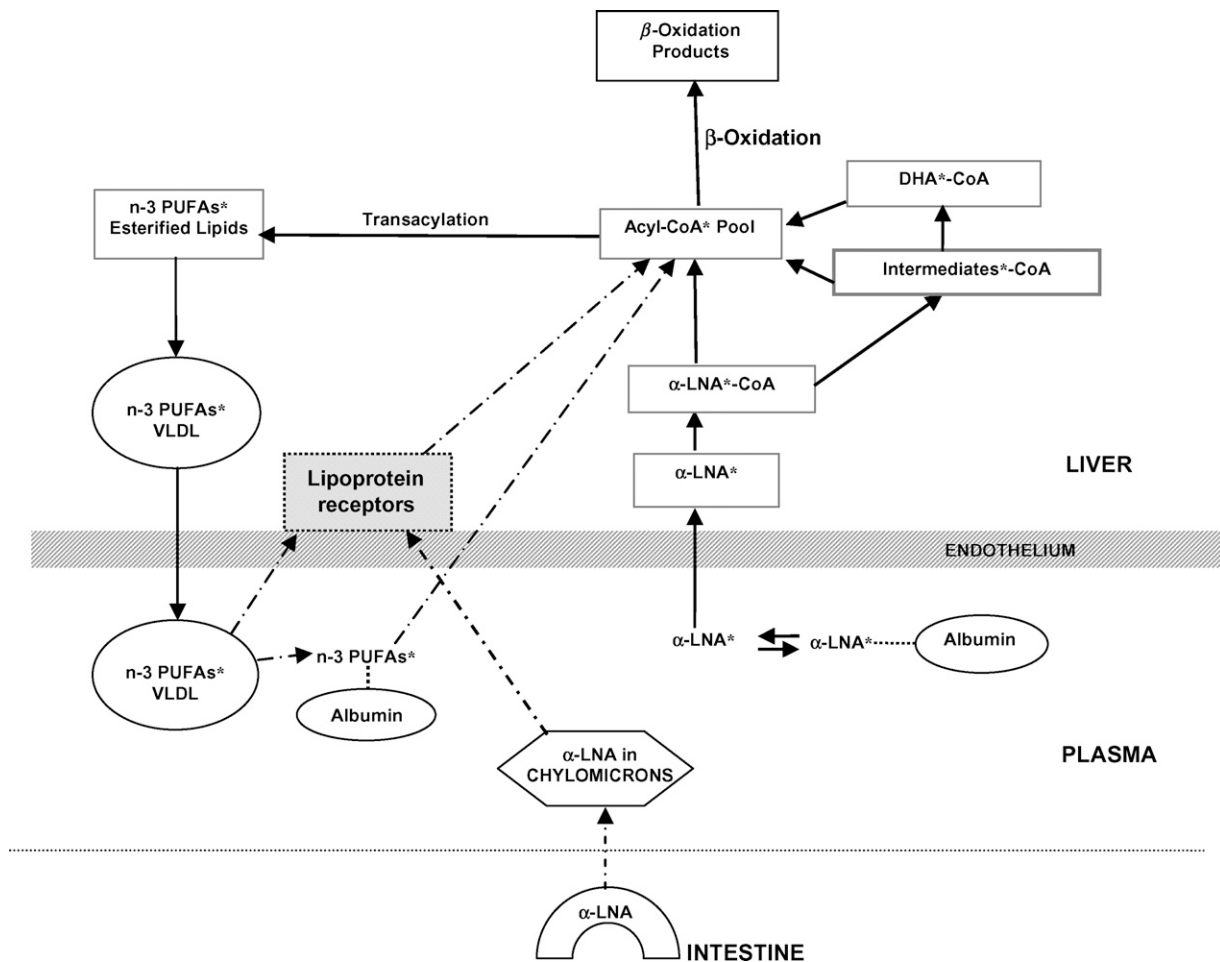 β-Oxidation
Products
β-Oxidation
DHA*-CoA
n-3 PUFAs*
Esterified Lipids
Transacylation
Acyl-CoA* Pool
Intermediates*-CoA
α-LNA*-CoA
n-3 PUFAs*
VLDL
Lipoprotein
receptors
α-LNA*
LIVER
ENDOTHELIUM
α-LNA*
α-LNA*
Albumin
n-3 PUFAs*
VLDL
n-3 PUFAs*
Albumin
α-LNA in
CHYLOMICRONS
PLASMA
α-LNA
INTESTINE